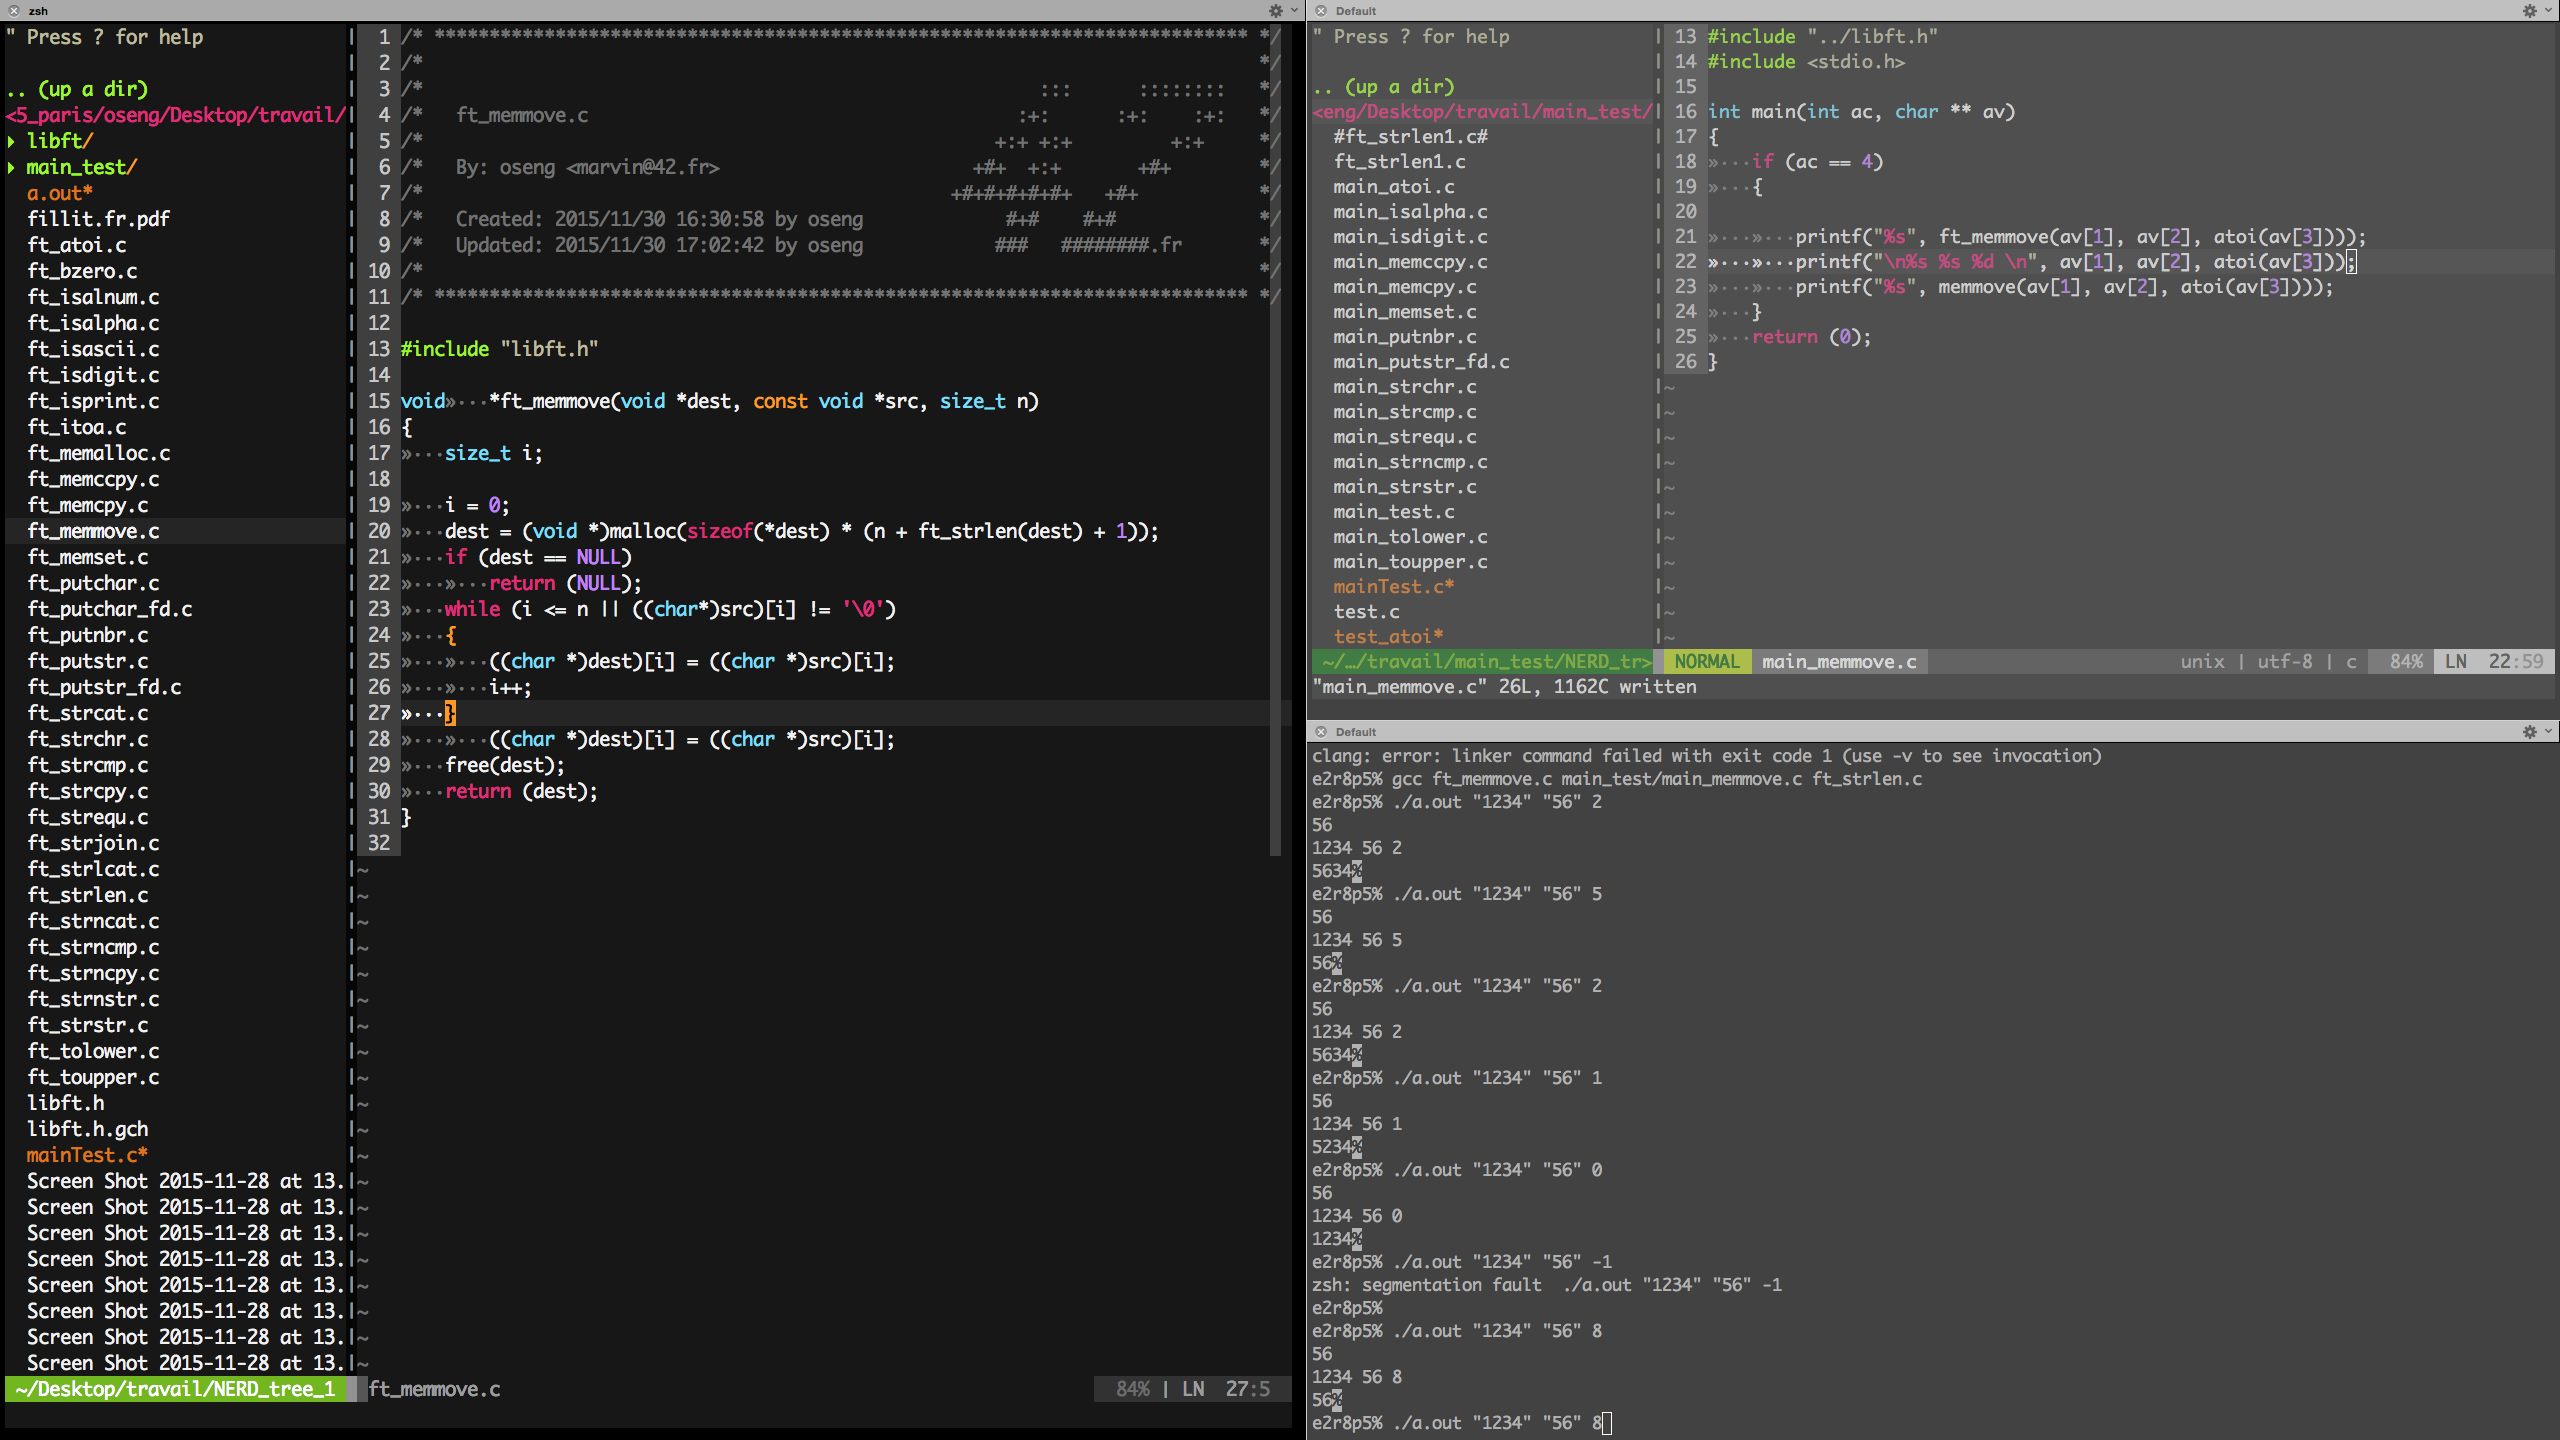 zsh
" Press ? for help
.. (up a dir)
<5_paris/oseng/Desktop/travail/
▸ libft/
▸ main_test/
a.out*
fillit.fr.pdf
ft_atoi.c
ft_bzero.c
ft_isalnum.c
ft_isalpha.c
ft_isascii.c
ft_isdigit.c
ft_isprint.c
ft_itoa.c
ft_memalloc.c
ft_memccpy.c
ft_memcpy.c
ft_memmove.c
ft_memset.c
ft_putchar.c
ft_putchar_fd.c
ft_putnbr.c
ft_putstr.c
ft_putstr_fd.c
ft_strcat.c
ft_strchr.c
ft_strcmp.c
ft_strcpy.c
ft_strequ.c
ft_strjoin.c
ft_strlcat.c
ft_strlen.c
ft_strncat.c
ft_strncmp.c
ft_strncpy.c
ft_strnstr.c
ft_strstr.c
ft_tolower.c
ft_toupper.c
libft.h
libft.h.gch
mainTest.c*
Screen Shot 2015-11-28 at 13.
Screen Shot 2015-11-28 at 13.
Screen Shot 2015-11-28 at 13.
Screen Shot 2015-11-28 at 13.
Screen Shot 2015-11-28 at 13.
Screen Shot 2015-11-28 at 13.
Screen Shot 2015-11-28 at 13.
Screen Shot 2015-11-28 at 13.
~/Desktop/travail/NERD_tree_1
1 /* ************************************************************************** */
2 /*                                                                            */
3 /*                                                        :::      ::::::::   */
4 /*   ft_memmove.c                                       :+:      :+:    :+:   */
5 /*                                                    +:+ +:+         +:+     */
6 /*   By: oseng <marvin@42.fr>                       +#+  +:+       +#+        */
7 /*                                                +#+#+#+#+#+   +#+           */
8 /*   Created: 2015/11/30 16:30:58 by oseng             #+#    #+#             */
9 /*   Updated: 2015/11/30 17:02:42 by oseng            ###   ########.fr       */
10 /*                                                                            */
11 /* ************************************************************************** */
12
13 #include "libft.h"
14
15 void»···*ft_memmove(void *dest, const void *src, size_t n)
16 {
17 »···size_t i;
18
19 »···i = 0;
20 »···dest = (void *)malloc(sizeof(*dest) * (n + ft_strlen(dest) + 1));
21 »···if (dest == NULL)
22 »···»···return (NULL);
23 »···while (i <= n || ((char*)src)[i] != '\0')
24 »···{
25 »···»···((char *)dest)[i] = ((char *)src)[i];
26 »···»···i++;
27 »···}
28 »···»···((char *)dest)[i] = ((char *)src)[i];
29 »···free(dest);
30 »···return (dest);
31 }
32
ft_memmove.c 84% | LN 27:5
Default
" Press ? for help
.. (up a dir)
<eng/Desktop/travail/main_test/
#ft_strlen1.c#
ft_strlen1.c
main_atoi.c
main_isalpha.c
main_isdigit.c
main_memccpy.c
main_memcpy.c
main_memset.c
main_putnbr.c
main_putstr_fd.c
main_strchr.c
main_strcmp.c
main_strequ.c
main_strncmp.c
main_strstr.c
main_test.c
main_tolower.c
main_toupper.c
mainTest.c*
test.c
test_atoi*
13 #include "../libft.h"
14 #include <stdio.h>
15
16 int main(int ac, char ** av)
17 {
18 »···if (ac == 4)
19 »···{
20
21 »···»···printf("%s", ft_memmove(av[1], av[2], atoi(av[3])));
22 »···»···printf("\n%s %s %d \n", av[1], av[2], atoi(av[3]));
23 »···»···printf("%s", memmove(av[1], av[2], atoi(av[3])));
24 »···}
25 »···return (0);
26 }
~/…/travail/main_test/NERD_tr> NORMAL main_memmove.c unix | utf-8 | c 84% LN 22:59
"main_memmove.c" 26L, 1162C written
Default
clang: error: linker command failed with exit code 1 (use -v to see invocation)
e2r8p5% gcc ft_memmove.c main_test/main_memmove.c ft_strlen.c
e2r8p5% ./a.out "1234" "56" 2
56
1234 56 2
5634%
e2r8p5% ./a.out "1234" "56" 5
56
1234 56 5
56%
e2r8p5% ./a.out "1234" "56" 2
56
1234 56 2
5634%
e2r8p5% ./a.out "1234" "56" 1
56
1234 56 1
5234%
e2r8p5% ./a.out "1234" "56" 0
56
1234 56 0
1234%
e2r8p5% ./a.out "1234" "56" -1
zsh: segmentation fault  ./a.out "1234" "56" -1
e2r8p5%
e2r8p5% ./a.out "1234" "56" 8
56
1234 56 8
56%
e2r8p5% ./a.out "1234" "56" 8